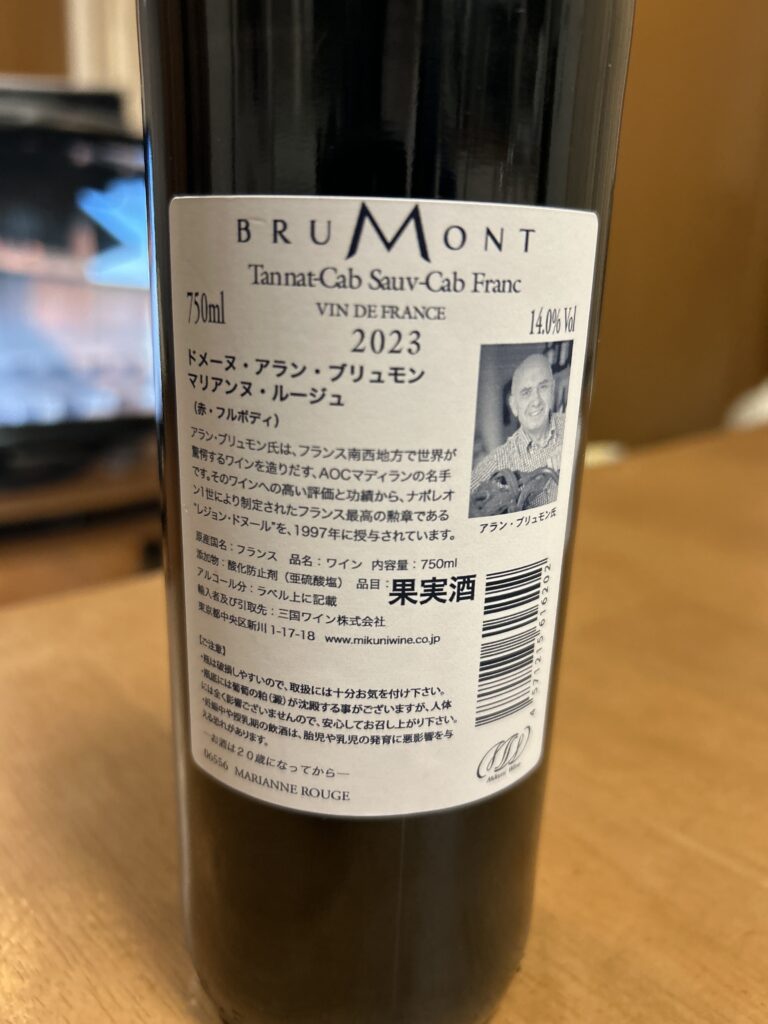 BRUMONT
Tannat-Cab Sauv-Cab Franc
750ml
VIN DE FRANCE
14.0% Vol
2023
ドメーヌ・アラン・ブリュモン
マリアンヌ・ルージュ
(赤・フルボディ)
アラン・ブリュモン氏は、フランス南西地方で世界が
驚愕するワインを造りだす、AOCマディランの名手
です。そのワインへの高い評価と功績から、ナポレオ
ン1世により制定されたフランス最高の勲章である
"レジョン・ドヌール"を、1997年に授与されています。
アラン・ブリュモン氏
原産国名：フランス 品名：ワイン 内容量：750ml
添加物：酸化防止剤（亜硫酸塩） 品目：果実酒
アルコール分：ラベル上に記載
輸入者及び引取先：三国ワイン株式会社
東京都中央区新川1-17-18 www.mikuniwine.co.jp
【ご注意】
・瓶は破損しやすいので、取扱には十分お気を付け下さい。
・瓶底には葡萄の粕（澱）が沈殿する事がございますが、人体
には全く影響ございませんので、安心してお召し上がり下さい。
・妊娠中や授乳期の飲酒は、胎児や乳児の発育に悪影響を与
える恐れがあります。
―お酒は20歳になってから―
06556 MARIANNE ROUGE
4 571215 616202
Mikuni Wine